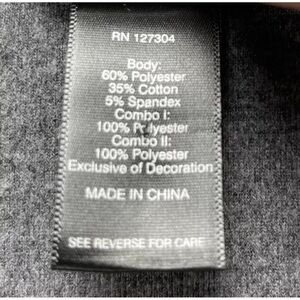 RN 127304
Body:
60% Polyester
35% Cotton
5% Spandex
Combo I:
100% Polyester
Combo II:
100% Polyester
Exclusive of Decoration
MADE IN CHINA
SEE REVERSE FOR CARE